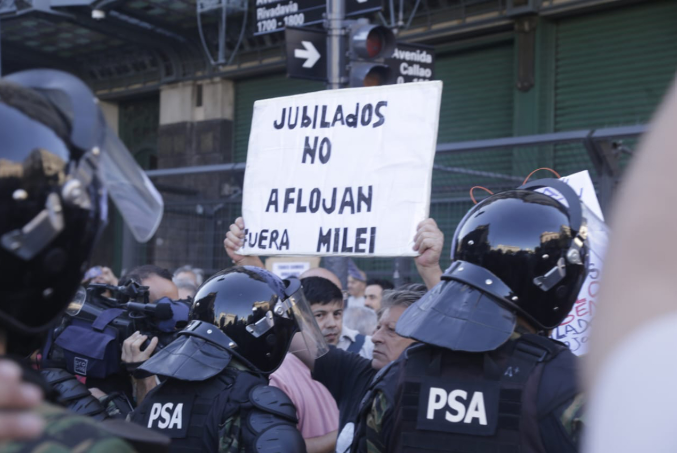 Rivadavia
1700 - 1800
Avenida
Callao
JUBILAdOS
NO
AFLOJAN
FUERA MILEI
PSA
PSA